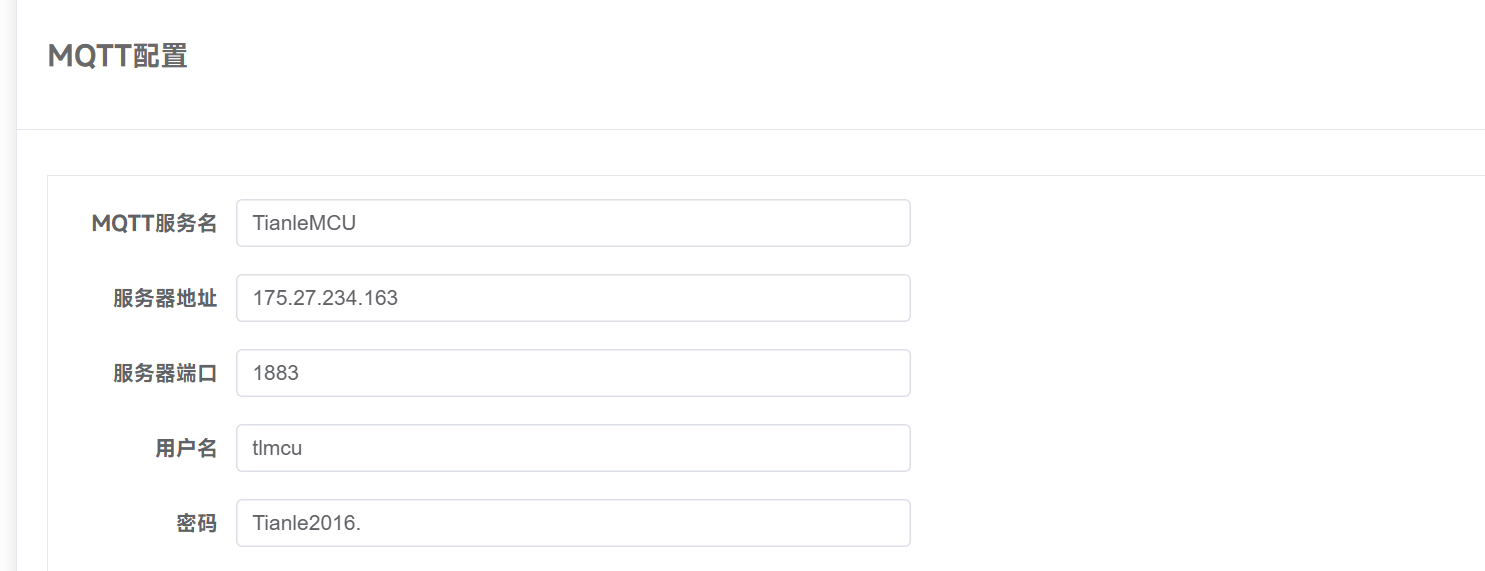 MQTT配置
MQTT服务名 TianleMCU
服务器地址 175.27.234.163
服务器端口 1883
用户名 tlmcu
密码 Tianle2016.